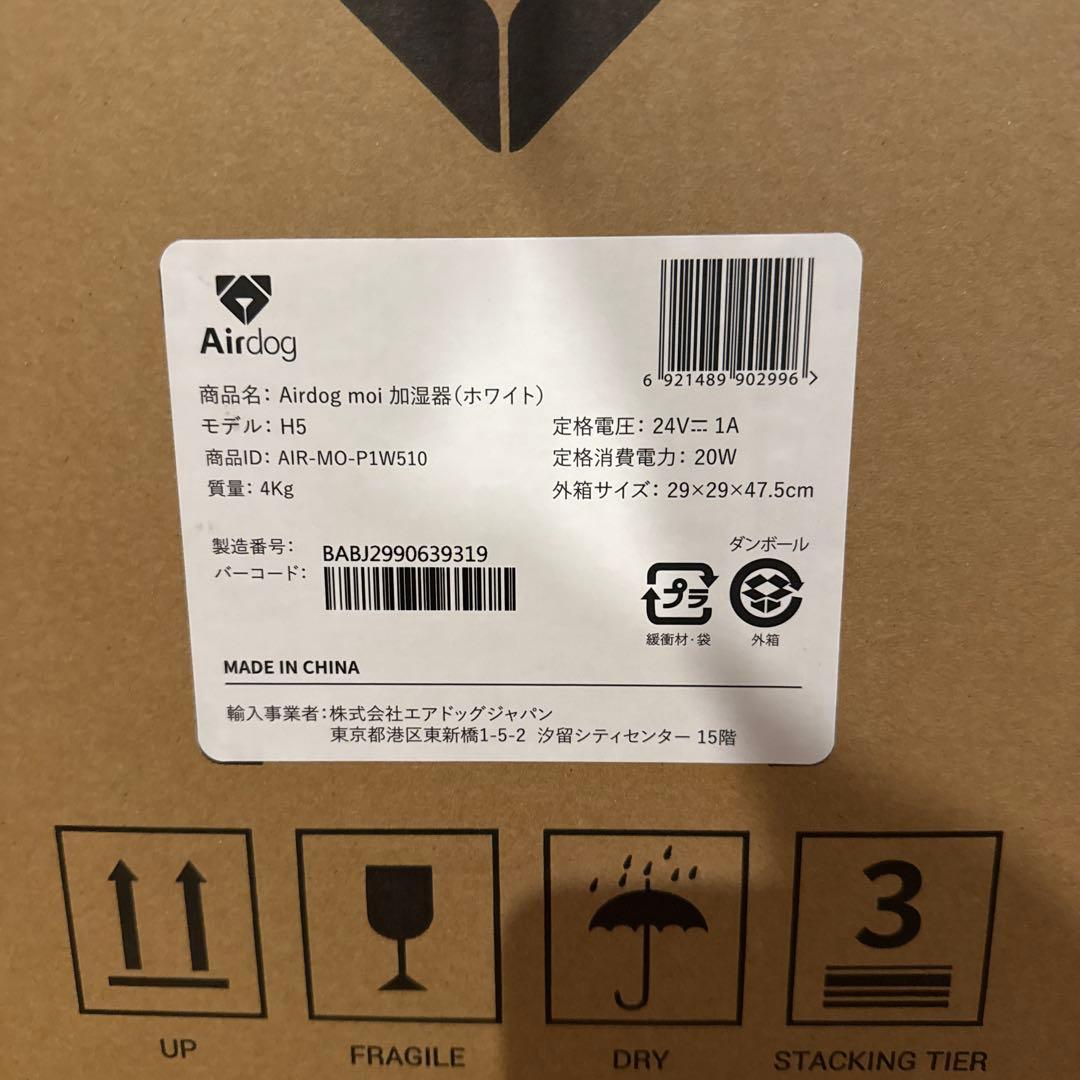 Airdog
6 921489 902996 >
商品名: Airdog moi 加湿器(ホワイト)
モデル: H5
定格電圧: 24V⎓ 1A
商品ID: AIR-MO-P1W510
定格消費電力: 20W
質量: 4Kg
外箱サイズ: 29×29×47.5cm
製造番号: BABJ2990639319
バーコード:
ダンボール
プラ
緩衝材・袋
外箱
MADE IN CHINA
輸入事業者:株式会社エアドッグジャパン
東京都港区東新橋1-5-2 汐留シティセンター 15階
3
UP
FRAGILE
DRY
STACKING TIER